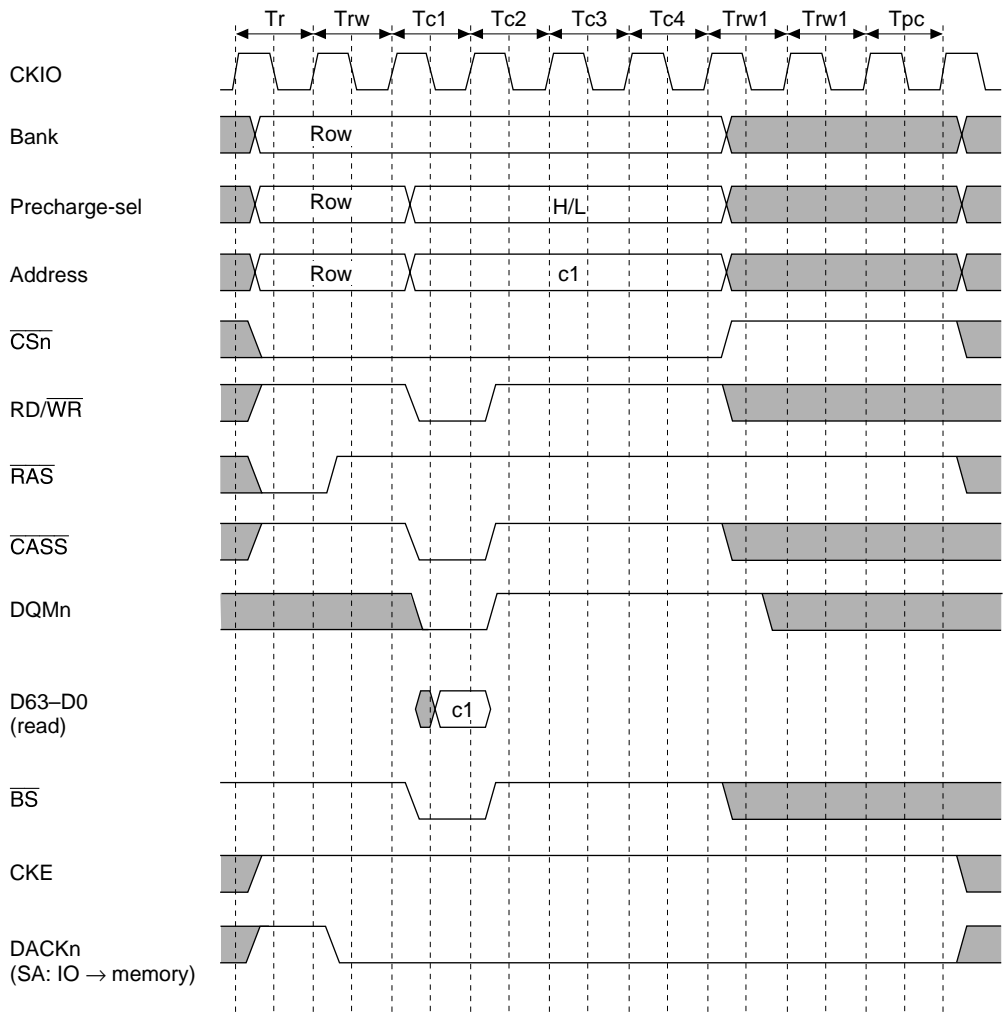 Tr Trw Tc1 Tc2 Tc3 Tc4 Trw1 Trw1 Tpc
CKIO
Bank Row
Precharge-sel Row H/L
Address Row c1
CSn
RD/WR
RAS
CASS
DQMn
D63–D0
(read) c1
BS
CKE
DACKn
(SA: IO → memory)